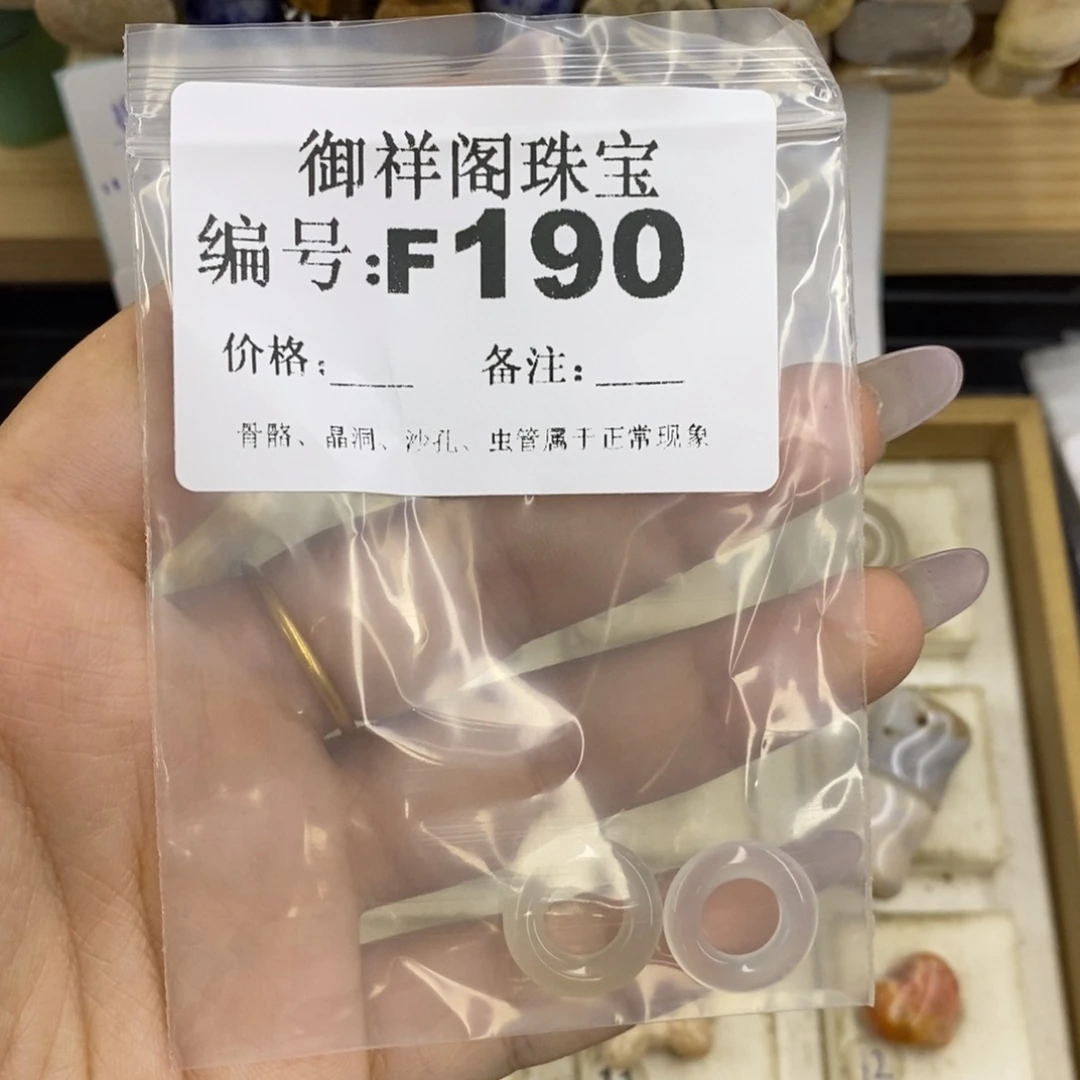 御祥阁珠宝
编号:F190
价格:____ 备注:____
骨骼、晶洞、沙孔、虫管属于正常现象
12